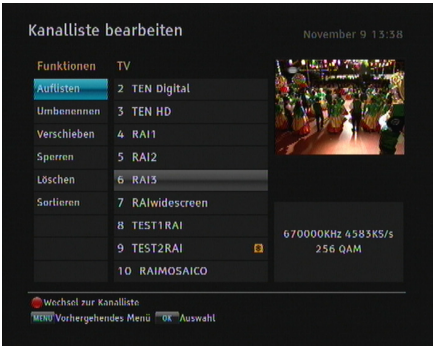 Kanalliste bearbeiten
November 9 13:38
Funktionen
TV
Auflisten
2 TEN Digital
Umbenennen
3 TEN HD
Verschieben
4 RAI1
Sperren
5 RAI2
Löschen
6 RAI3
Sortieren
7 RAIwidescreen
8 TEST1RAI
9 TEST2RAI
10 RAIMOSAICO
670000KHz 4583KS/s
256 QAM
Wechsel zur Kanalliste
MENU Vorhergehendes Menü OK Auswahl